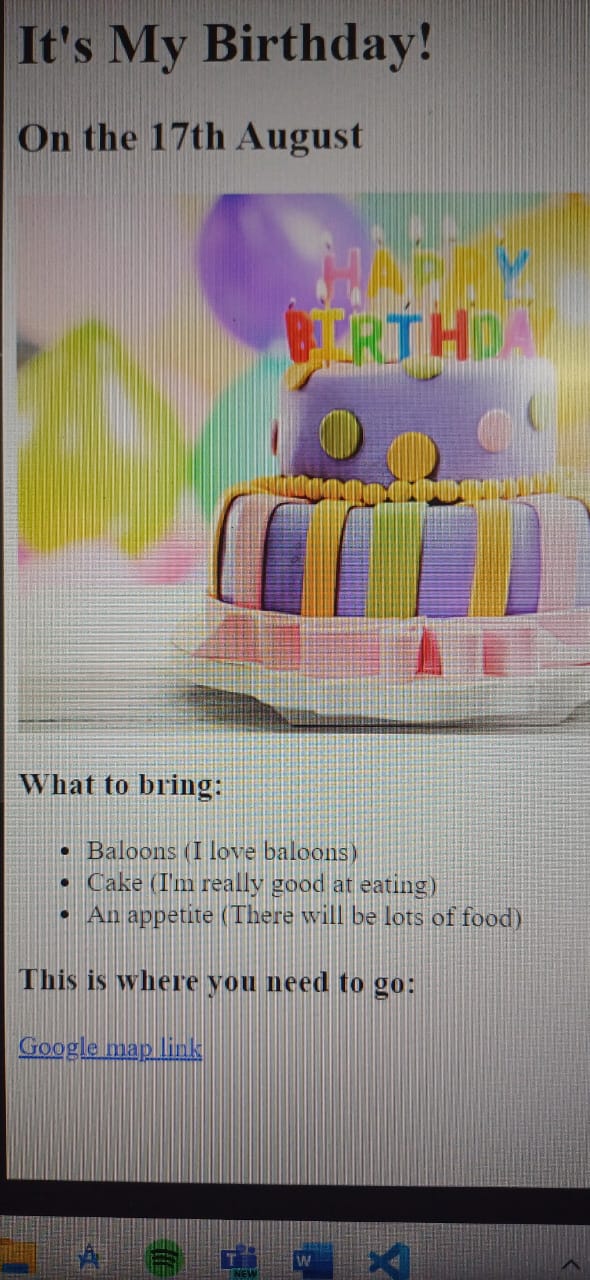 It's My Birthday!
On the 17th August
HAPPY
BIRTHDA
What to bring:
Baloons (I love baloons)
Cake (I'm really good at eating)
An appetite (There will be lots of food)
This is where you need to go:
Google map link
T
NEW
W